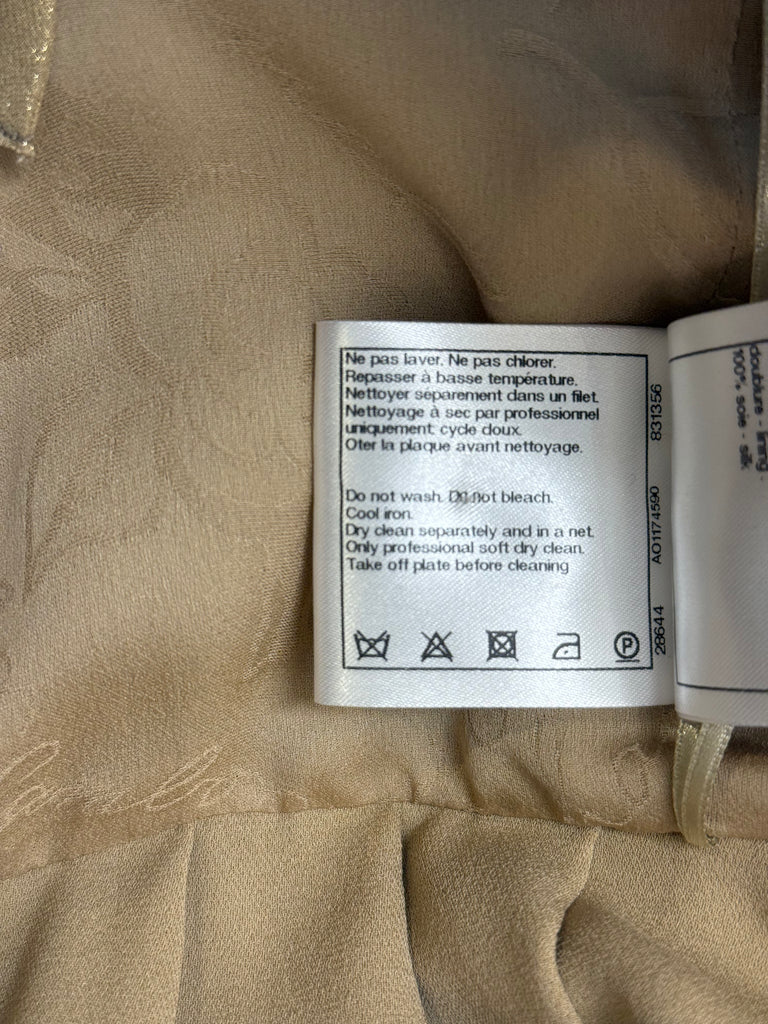 Ne pas laver. Ne pas chlorer.
Repasser à basse température.
Nettoyer séparement dans un filet.
Nettoyage à sec par professionnel
uniquement: cycle doux.
Oter la plaque avant nettoyage.
Do not wash. Do not bleach.
Cool iron.
Dry clean separately and in a net.
Only professional soft dry clean.
Take off plate before cleaning
P
28644
A01174590
831356
doublure - lining -
100% soie - silk